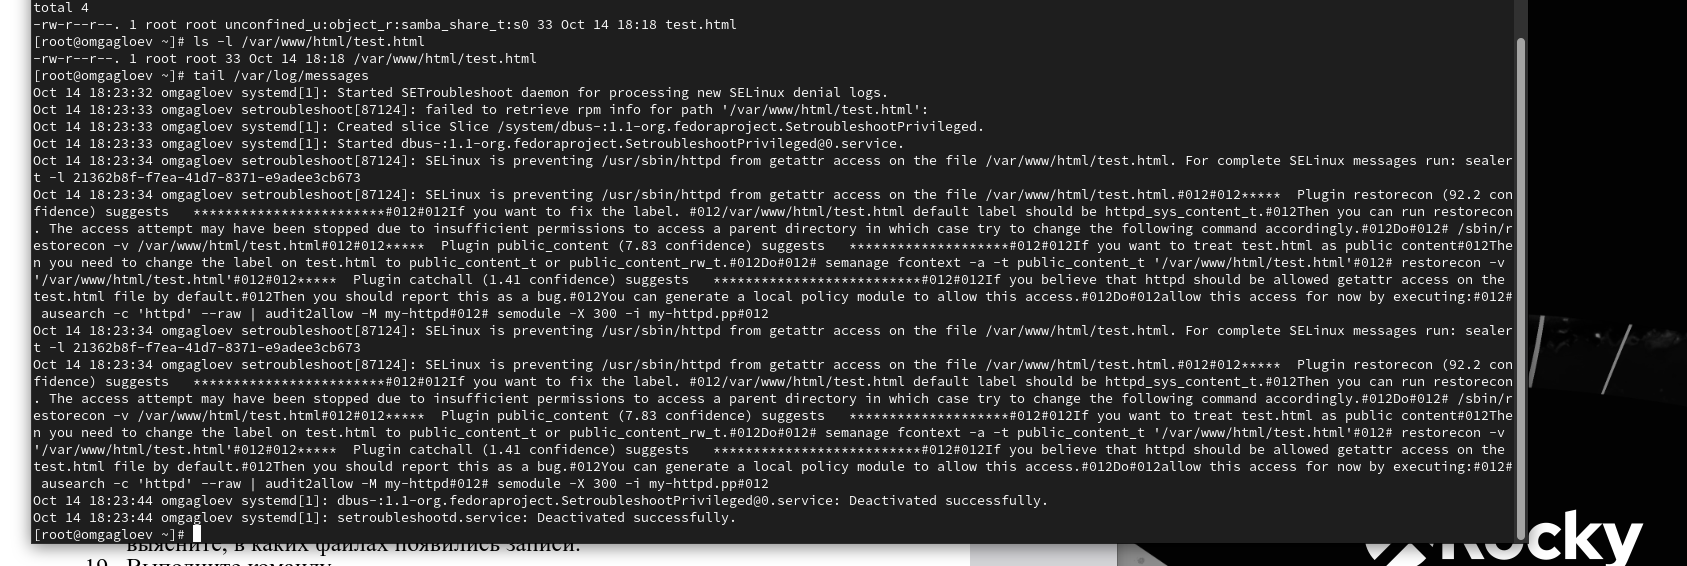 total 4
-rw-r--r--. 1 root root unconfined_u:object_r:samba_share_t:s0 33 Oct 14 18:18 test.html
[root@omgagloev ~]# ls -l /var/www/html/test.html
-rw-r--r--. 1 root root 33 Oct 14 18:18 /var/www/html/test.html
[root@omgagloev ~]# tail /var/log/messages
Oct 14 18:23:32 omgagloev systemd[1]: Started SETroubleshoot daemon for processing new SELinux denial logs.
Oct 14 18:23:33 omgagloev setroubleshoot[87124]: failed to retrieve rpm info for path '/var/www/html/test.html':
Oct 14 18:23:33 omgagloev systemd[1]: Created slice Slice /system/dbus-:1.1-org.fedoraproject.SetroubleshootPrivileged.
Oct 14 18:23:33 omgagloev systemd[1]: Started dbus-:1.1-org.fedoraproject.SetroubleshootPrivileged@0.service.
Oct 14 18:23:34 omgagloev setroubleshoot[87124]: SELinux is preventing /usr/sbin/httpd from getattr access on the file /var/www/html/test.html. For complete SELinux messages run: sealer
t -l 21362b8f-f7ea-41d7-8371-e9adee3cb673
Oct 14 18:23:34 omgagloev setroubleshoot[87124]: SELinux is preventing /usr/sbin/httpd from getattr access on the file /var/www/html/test.html.#012#012*****  Plugin restorecon (92.2 con
fidence) suggests   ************************#012#012If you want to fix the label. #012/var/www/html/test.html default label should be httpd_sys_content_t.#012Then you can run restorecon
. The access attempt may have been stopped due to insufficient permissions to access a parent directory in which case try to change the following command accordingly.#012Do#012# /sbin/r
estorecon -v /var/www/html/test.html#012#012*****  Plugin public_content (7.83 confidence) suggests   ********************#012#012If you want to treat test.html as public content#012The
n you need to change the label on test.html to public_content_t or public_content_rw_t.#012Do#012# semanage fcontext -a -t public_content_t '/var/www/html/test.html'#012# restorecon -v
'/var/www/html/test.html'#012#012*****  Plugin catchall (1.41 confidence) suggests   **************************#012#012If you believe that httpd should be allowed getattr access on the
test.html file by default.#012Then you should report this as a bug.#012You can generate a local policy module to allow this access.#012Do#012allow this access for now by executing:#012#
ausearch -c 'httpd' --raw | audit2allow -M my-httpd#012# semodule -X 300 -i my-httpd.pp#012
Oct 14 18:23:34 omgagloev setroubleshoot[87124]: SELinux is preventing /usr/sbin/httpd from getattr access on the file /var/www/html/test.html. For complete SELinux messages run: sealer
t -l 21362b8f-f7ea-41d7-8371-e9adee3cb673
Oct 14 18:23:34 omgagloev setroubleshoot[87124]: SELinux is preventing /usr/sbin/httpd from getattr access on the file /var/www/html/test.html.#012#012*****  Plugin restorecon (92.2 con
fidence) suggests   ************************#012#012If you want to fix the label. #012/var/www/html/test.html default label should be httpd_sys_content_t.#012Then you can run restorecon
. The access attempt may have been stopped due to insufficient permissions to access a parent directory in which case try to change the following command accordingly.#012Do#012# /sbin/r
estorecon -v /var/www/html/test.html#012#012*****  Plugin public_content (7.83 confidence) suggests   ********************#012#012If you want to treat test.html as public content#012The
n you need to change the label on test.html to public_content_t or public_content_rw_t.#012Do#012# semanage fcontext -a -t public_content_t '/var/www/html/test.html'#012# restorecon -v
'/var/www/html/test.html'#012#012*****  Plugin catchall (1.41 confidence) suggests   **************************#012#012If you believe that httpd should be allowed getattr access on the
test.html file by default.#012Then you should report this as a bug.#012You can generate a local policy module to allow this access.#012Do#012allow this access for now by executing:#012#
ausearch -c 'httpd' --raw | audit2allow -M my-httpd#012# semodule -X 300 -i my-httpd.pp#012
Oct 14 18:23:44 omgagloev systemd[1]: dbus-:1.1-org.fedoraproject.SetroubleshootPrivileged@0.service: Deactivated successfully.
Oct 14 18:23:44 omgagloev systemd[1]: setroubleshootd.service: Deactivated successfully.
[root@omgagloev ~]#
выясните, в каких файлах появились записи.
19. Выполните команду
Rocky